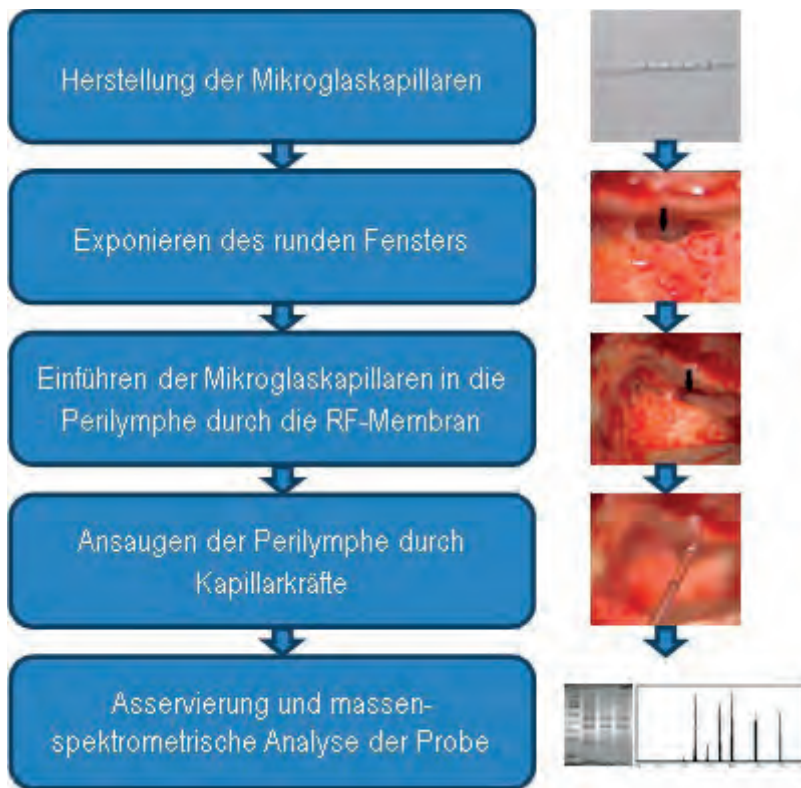 Herstellung der Mikroglaskapillaren
Exponieren des runden Fensters
Einführen der Mikroglaskapillaren in die
Perilymphe durch die RF-Membran
Ansaugen der Perilymphe durch
Kapillarkräfte
Asservierung und massen-
spektrometrische Analyse der Probe